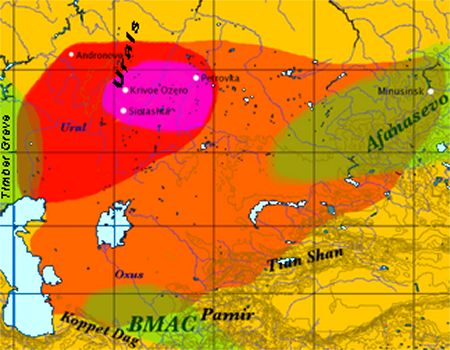 Urals
Andronovo
Petrovka
Krivoe Ozero
Minusinsk
Sintashta
Afanasevo
Ural
Timber Grave
Tian Shan
Oxus
Pamir
Koppet Dag
BMAC